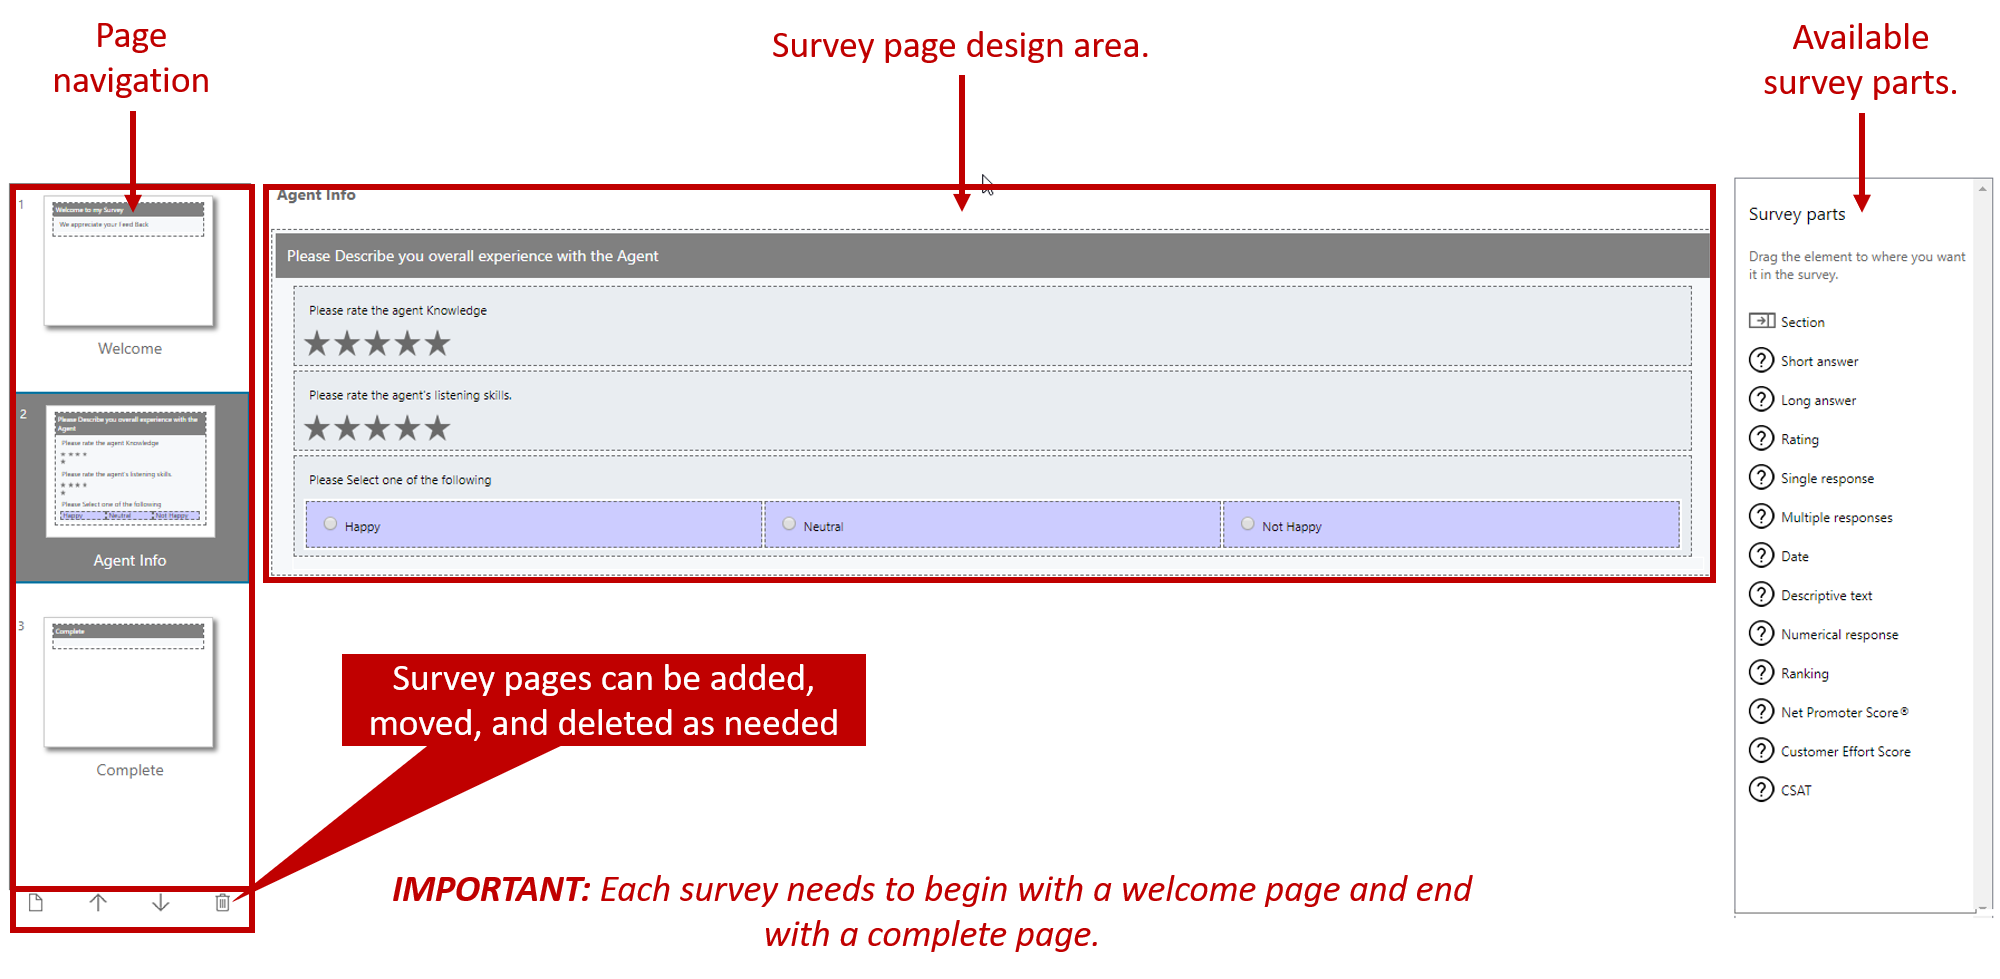 Page
navigation
Survey page design area.
Available
survey parts.
1
Welcome to my Survey
We appreciate your Feed Back
Welcome
2
Please Describe you overall experience with the
Agent
Please rate the agent Knowledge
Please rate the agent's listening skills.
Please Select one of the following
Happy
Neutral
Not Happy
Agent Info
3
Complete
Complete
Agent Info
Please Describe you overall experience with the Agent
Please rate the agent Knowledge
Please rate the agent's listening skills.
Please Select one of the following
Happy
Neutral
Not Happy
Survey parts
Drag the element to where you want
it in the survey.
Section
Short answer
Long answer
Rating
Single response
Multiple responses
Date
Descriptive text
Numerical response
Ranking
Net Promoter Score®
Customer Effort Score
CSAT
Survey pages can be added,
moved, and deleted as needed
IMPORTANT: Each survey needs to begin with a welcome page and end
with a complete page.